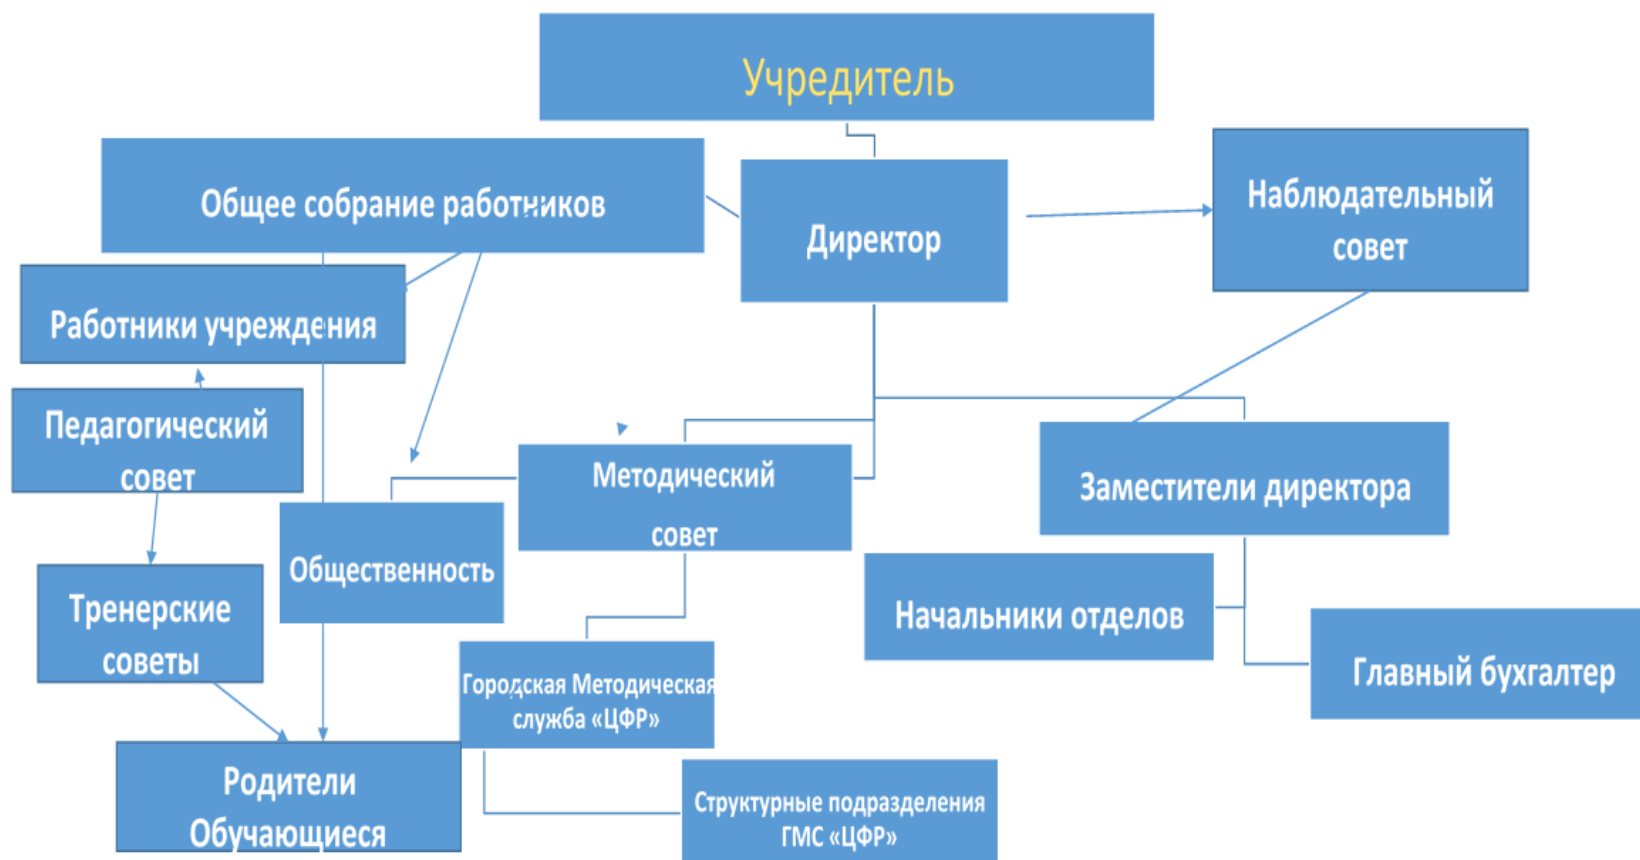 Учредитель
Общее собрание работников
Директор
Наблюдательный
совет
Работники учреждения
Педагогический
совет
Методический
совет
Заместители директора
Общественность
Тренерские
советы
Начальники отделов
Главный бухгалтер
Городская Методическая
служба «ЦФР»
Родители
Обучающиеся
Структурные подразделения
ГМС «ЦФР»